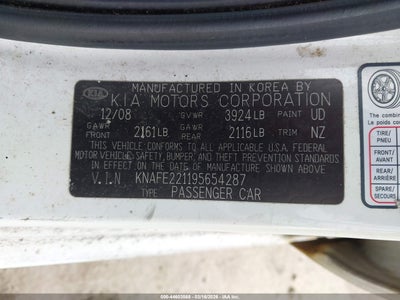 MANUFACTURED IN KOREA BY
KIA
KIA MOTORS CORPORATION
12/08 GVWR 3924LB PAINT UD
GAWR FRONT 2161LB GAWR REAR 2116LB TRIM NZ
THIS VEHICLE CONFORMS TO ALL APPLICABLE U.S. FEDERAL
MOTOR VEHICLE SAFETY, BUMPER, AND THEFT PREVENTION STANDARDS
IN EFFECT ON THE DATE OF MANUFACTURE SHOWN ABOVE.
V.I.N KNAFE221195654287
TYPE PASSENGER CAR
The combine
TIRE/PNEU
FRONT/
AVANT
REAR/
ARRIÈRE
SPARE/
SECOURS